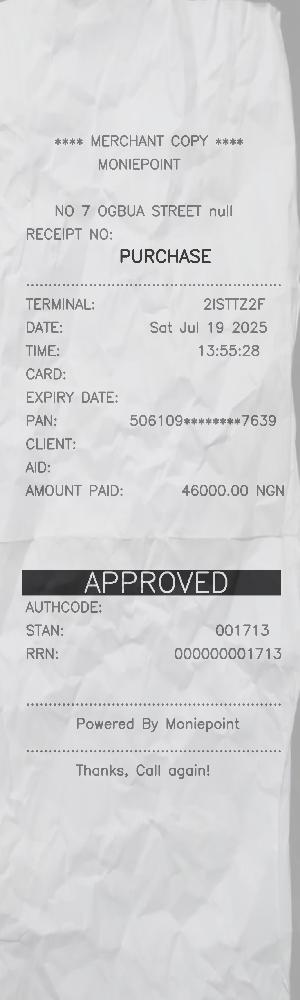 **** MERCHANT COPY ****
MONIEPOINT
NO 7 OGBUA STREET null
RECEIPT NO:
PURCHASE
TERMINAL: 2ISTTZ2F
DATE: Sat Jul 19 2025
TIME: 13:55:28
CARD:
EXPIRY DATE:
PAN: 506109********7639
CLIENT:
AID:
AMOUNT PAID: 46000.00 NGN
APPROVED
AUTHCODE:
STAN: 001713
RRN: 000000001713
Powered By Moniepoint
Thanks, Call again!